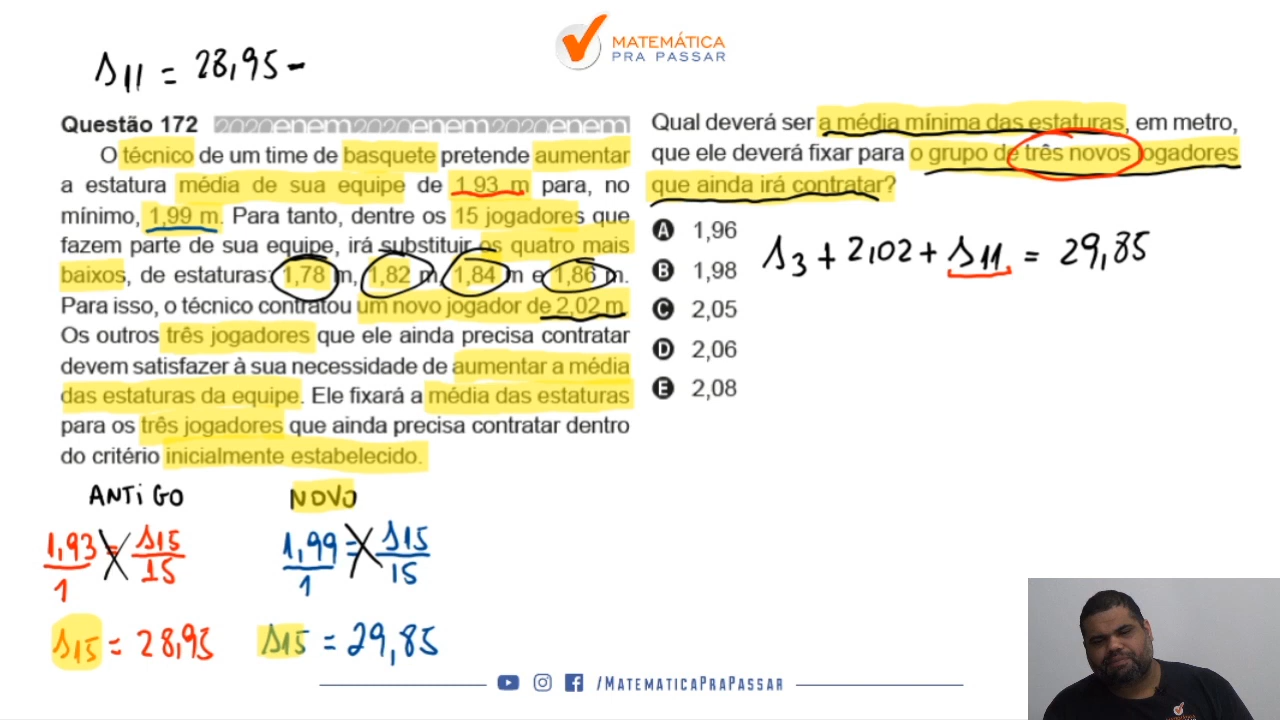 S11 = 28,95 -
MATEMÁTICA
PRA PASSAR
Questão 172 2020enem2020enem2020enem
O técnico de um time de basquete pretende aumentar
a estatura média de sua equipe de 1,93 m para, no
mínimo, 1,99 m. Para tanto, dentre os 15 jogadores que
fazem parte de sua equipe, irá substituir os quatro mais
baixos, de estaturas: 1,78 m, 1,82 m, 1,84 m e 1,86 m.
Para isso, o técnico contratou um novo jogador de 2,02 m.
Os outros três jogadores que ele ainda precisa contratar
devem satisfazer à sua necessidade de aumentar a média
das estaturas da equipe. Ele fixará a média das estaturas
para os três jogadores que ainda precisa contratar dentro
do critério inicialmente estabelecido.
Qual deverá ser a média mínima das estaturas, em metro,
que ele deverá fixar para o grupo de três novos jogadores
que ainda irá contratar?
A 1,96
B 1,98
C 2,05
D 2,06
E 2,08
S3 + 2,02 + S11 = 29,85
ANTIGO
1,93/1 = S15/15
S15 = 28,95
NOVO
1,99/1 = S15/15
S15 = 29,85
/MATEMATICAPRAPASSAR